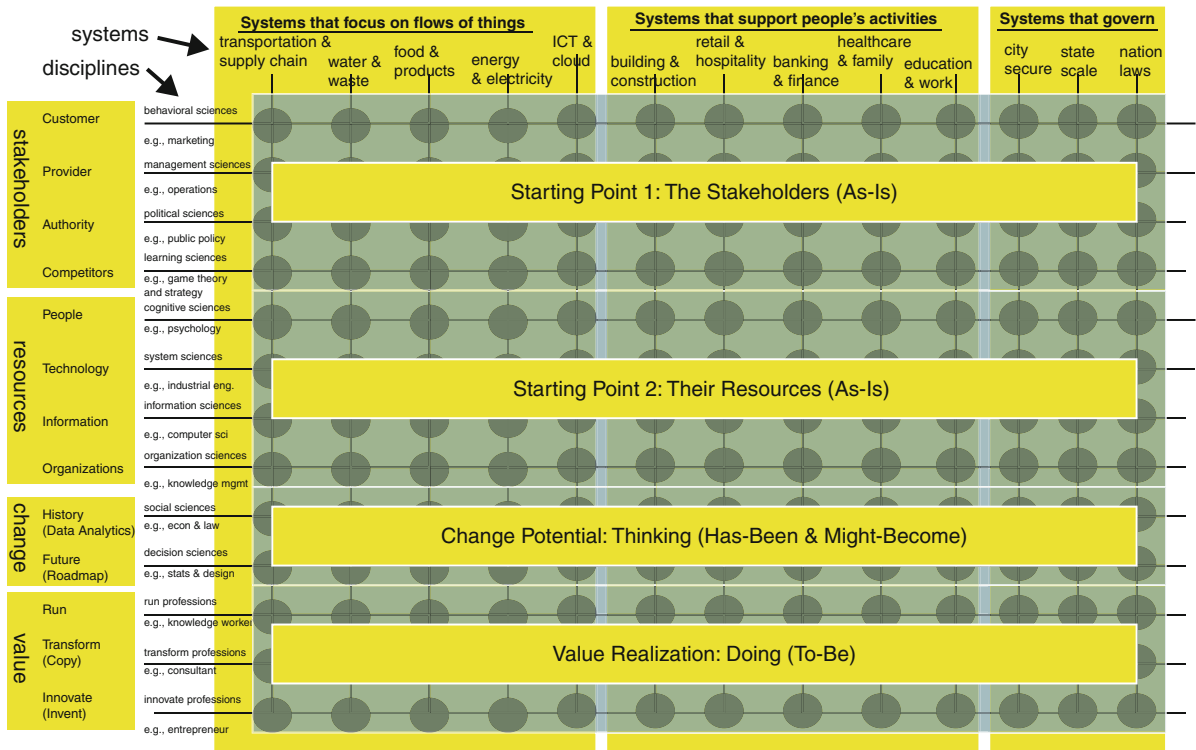 systems
disciplines
Systems that focus on flows of things
Systems that support people's activities
Systems that govern
transportation &
supply chain
water &
waste
food &
products
energy
& electricity
ICT &
cloud
building &
construction
retail &
hospitality
banking
& finance
healthcare
& family
education
& work
city
secure
state
scale
nation
laws
stakeholders
Customer
behavioral sciences
e.g., marketing
Provider
management sciences
e.g., operations
Authority
political sciences
e.g., public policy
Competitors
learning sciences
e.g., game theory
and strategy
Starting Point 1: The Stakeholders (As-Is)
resources
People
cognitive sciences
e.g., psychology
Technology
system sciences
e.g., industrial eng.
Information
information sciences
e.g., computer sci
Organizations
organization sciences
e.g., knowledge mgmt
Starting Point 2: Their Resources (As-Is)
change
History
(Data Analytics)
social sciences
e.g., econ & law
Future
(Roadmap)
decision sciences
e.g., stats & design
Change Potential: Thinking (Has-Been & Might-Become)
value
Run
run professions
e.g., knowledge worker
Transform
(Copy)
transform professions
e.g., consultant
Innovate
(Invent)
innovate professions
e.g., entrepreneur
Value Realization: Doing (To-Be)